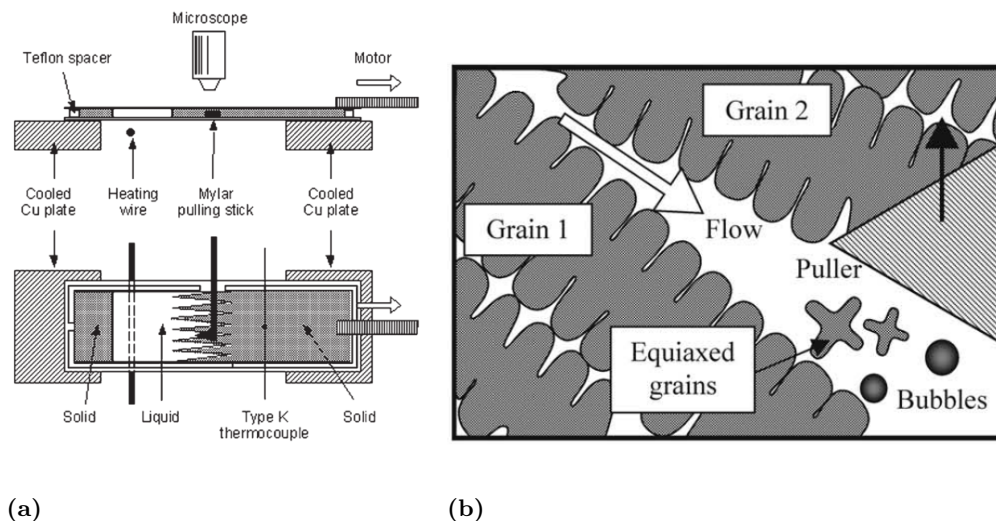 Microscope
Teflon spacer
Motor
Cooled
Cu plate
Heating
wire
Mylar
pulling stick
Cooled
Cu plate
Solid
Liquid
Type K
thermocouple
Solid
(a)
Grain 2
Grain 1
Flow
Puller
Equiaxed
grains
Bubbles
(b)